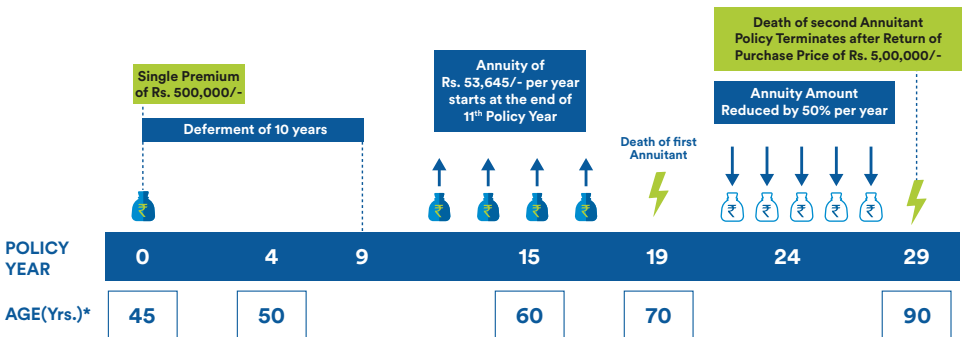 Single Premium
of Rs. 500,000/-
Deferment of 10 years
Annuity of
Rs. 53,645/- per year
starts at the end of
11th Policy Year
Death of first
Annuitant
Death of second Annuitant
Policy Terminates after Return of
Purchase Price of Rs. 5,00,000/-
Annuity Amount
Reduced by 50% per year
₹ ₹ ₹ ₹ ₹ ₹ ₹ ₹ ₹ ₹
POLICY
YEAR
0 4 9 15 19 24 29
AGE(Yrs.)* 45 50 60 70 90